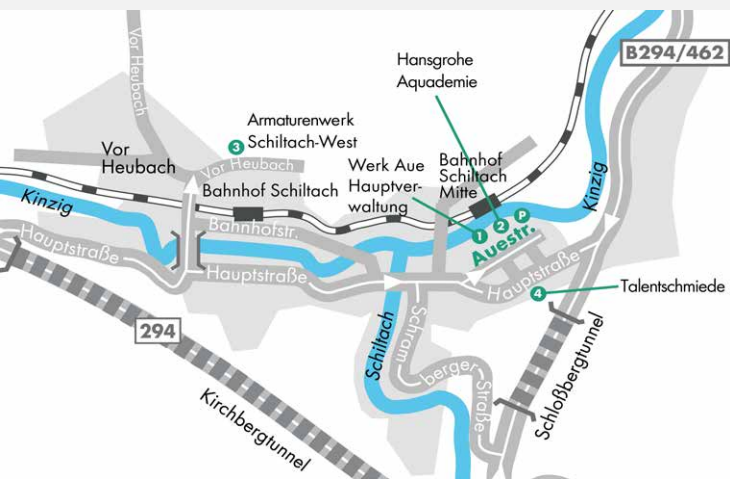 Hansgrohe
Aquademie
B294/462
Vor Heubach
Armaturenwerk
Schiltach-West
3
Vor
Heubach
Vor Heubach
Werk Aue
Hauptver-
waltung
Bahnhof
Schiltach
Mitte
Bahnhof Schiltach
Kinzig
Kinzig
Bahnhofstr.
1
2
P
Auestr.
Hauptstraße
Hauptstraße
Hauptstraße
4
Talentschmiede
294
Schiltach
Schram
berger
Straße
Schloßbergtunnel
Kirchbergtunnel